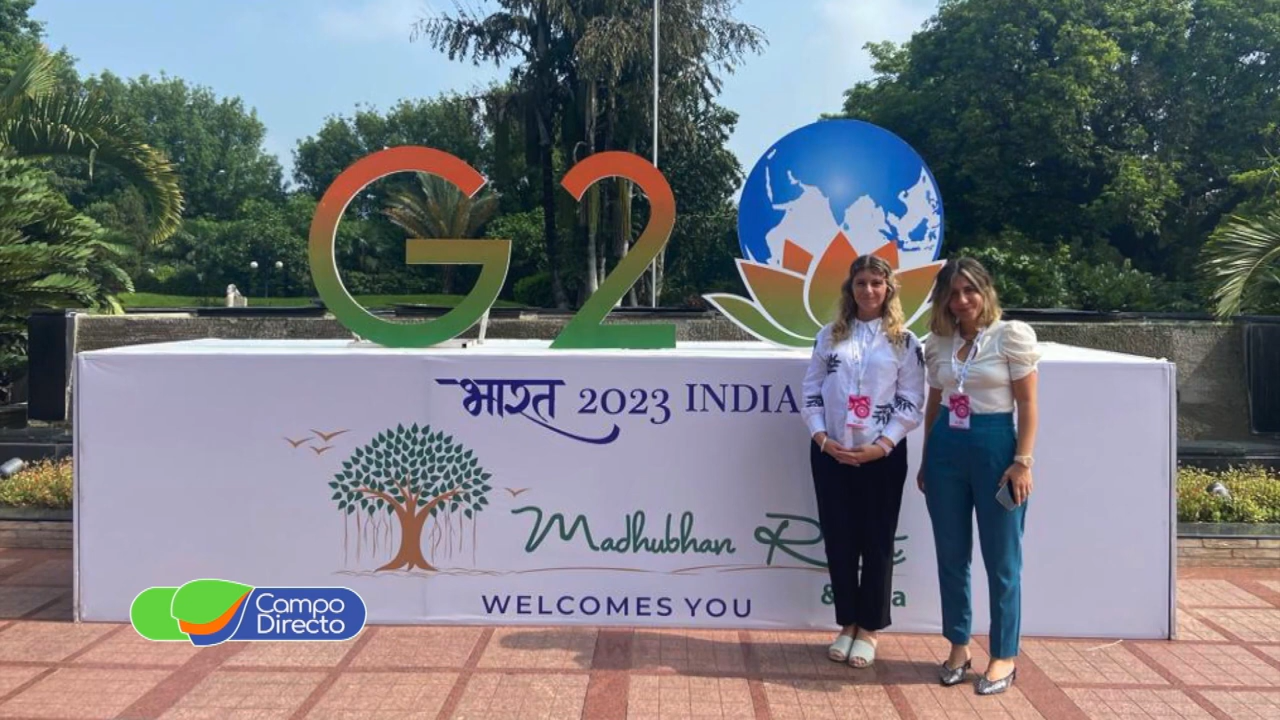 G20
भारत 2023 INDIA
Madhubhan
WELCOMES YOU
&
Campo
Directo